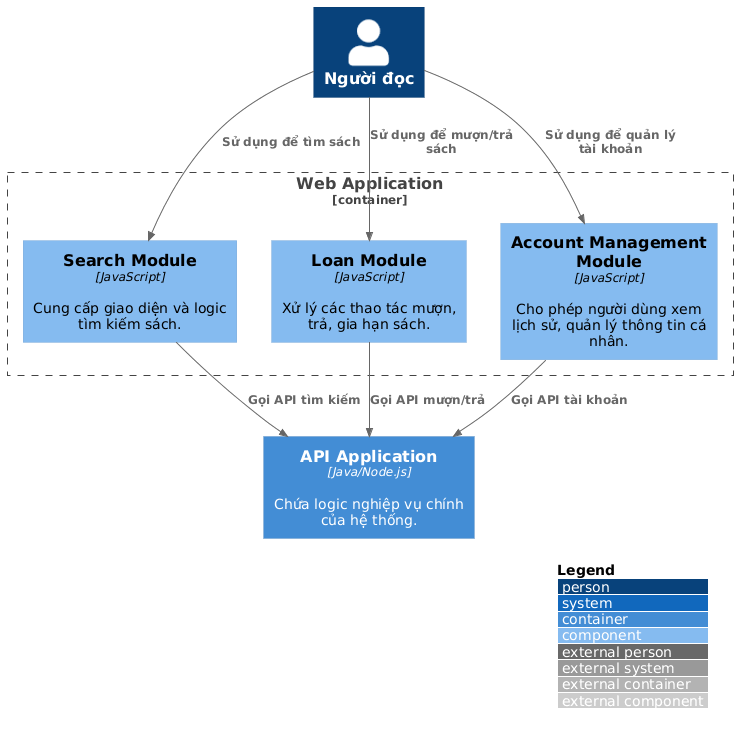 Người đọc
Sử dụng để tìm sách
Sử dụng để mượn/trả
sách
Sử dụng để quản lý
tài khoản
Web Application
[container]
Search Module
[JavaScript]
Cung cấp giao diện và logic
tìm kiếm sách.
Loan Module
[JavaScript]
Xử lý các thao tác mượn,
trả, gia hạn sách.
Account Management
Module
[JavaScript]
Cho phép người dùng xem
lịch sử, quản lý thông tin cá
nhân.
Gọi API tìm kiếm
Gọi API mượn/trả
Gọi API tài khoản
API Application
[Java/Node.js]
Chứa logic nghiệp vụ chính
của hệ thống.
Legend
person
system
container
component
external person
external system
external container
external component